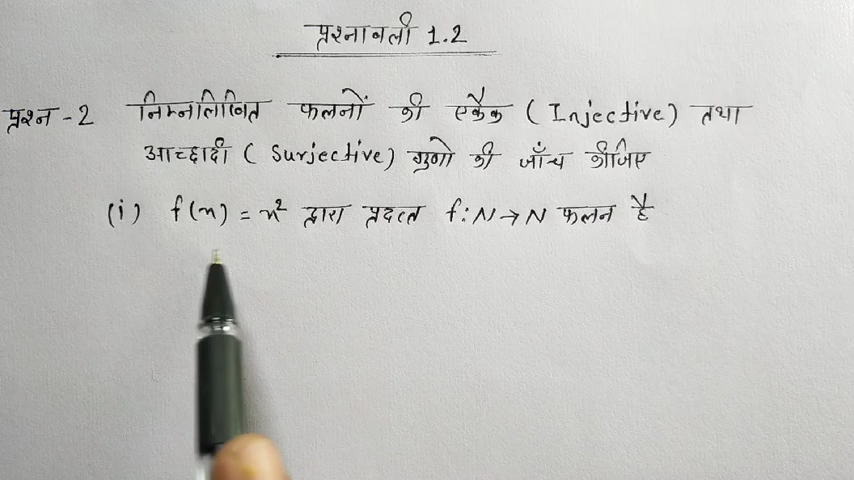 प्रश्नावली 1.2
प्रश्न - 2 निम्नलिखित फलनों की एकैक (Injective) तथा
आच्छादी (Surjective) गुणो की जाँच कीजिए
(i) f(x) = x² द्वारा प्रदत्त f: N → N फलन है